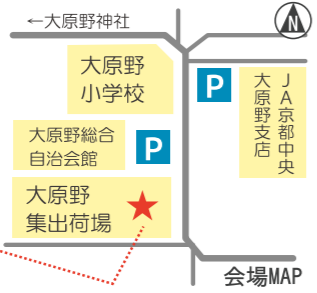 ←大原野神社
N
大原野
小学校
P
JA京都中央
大原野支店
大原野総合
自治会館
P
大原野
集出荷場
会場MAP